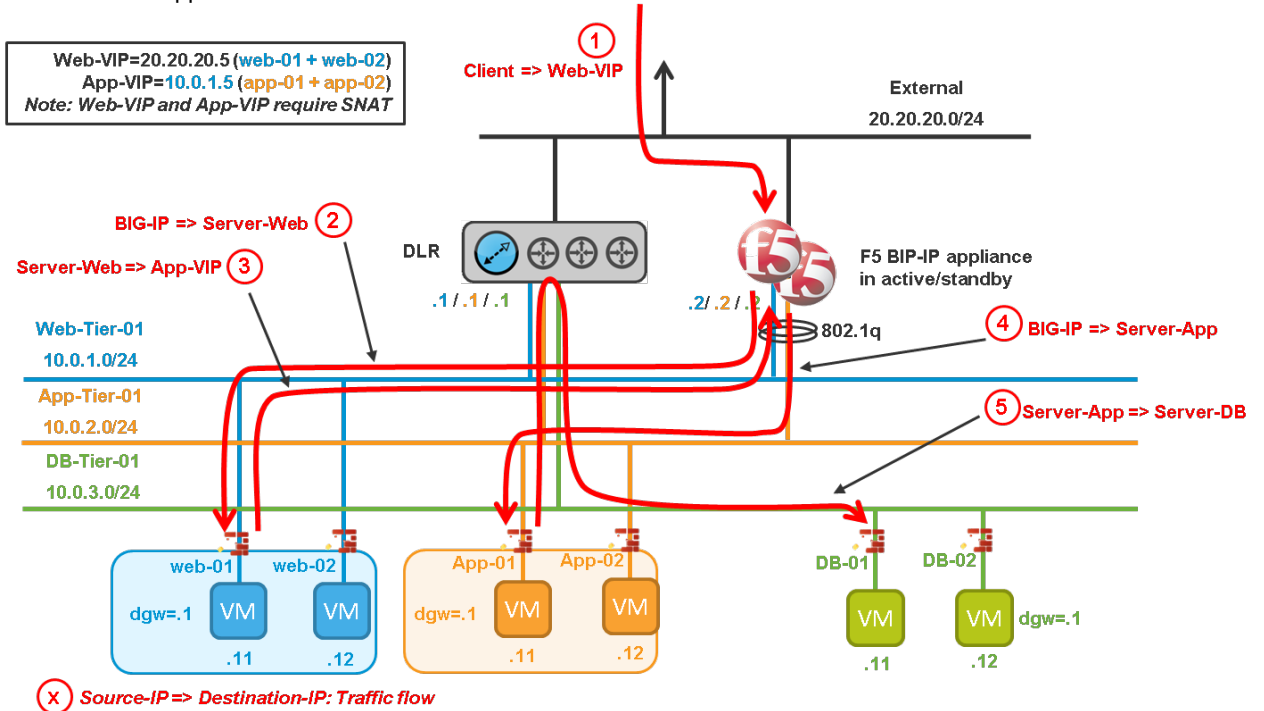 Web-VIP=20.20.20.5 (web-01 + web-02)
App-VIP=10.0.1.5 (app-01 + app-02)
Note: Web-VIP and App-VIP require SNAT
1
Client => Web-VIP
External
20.20.20.0/24
BIG-IP => Server-Web 2
Server-Web => App-VIP 3
DLR
f5
f5
F5 BIP-IP appliance
in active/standby
.1 / .1 / .1
.2/ .2 / .2
802.1q
4 BIG-IP => Server-App
Web-Tier-01
10.0.1.0/24
App-Tier-01
10.0.2.0/24
5 Server-App => Server-DB
DB-Tier-01
10.0.3.0/24
web-01
web-02
App-01
App-02
DB-01
DB-02
dgw=.1
VM
VM
dgw=.1
VM
VM
VM
VM
dgw=.1
.11
.12
.11
.12
.11
.12
X Source-IP => Destination-IP: Traffic flow